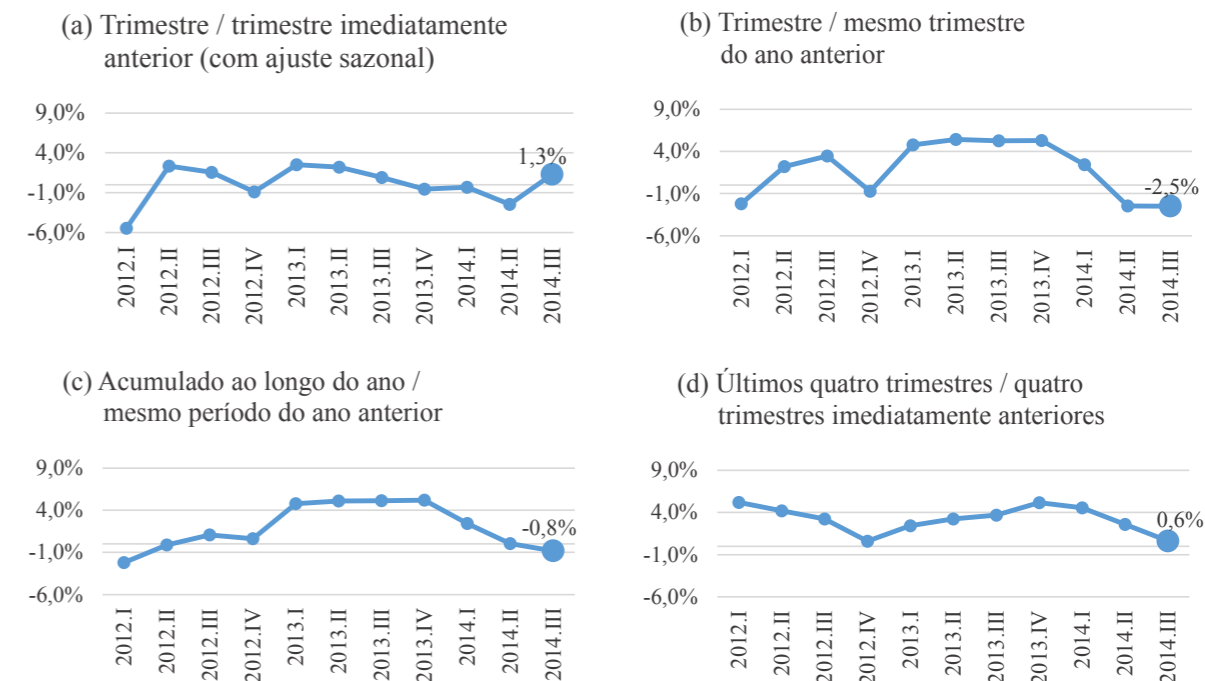 (a) Trimestre / trimestre imediatamente
anterior (com ajuste sazonal)
9,0%
4,0%
-1,0%
-6,0%
1,3%
2012.I
2012.II
2012.III
2012.IV
2013.I
2013.II
2013.III
2013.IV
2014.I
2014.II
2014.III
(b) Trimestre / mesmo trimestre
do ano anterior
9,0%
4,0%
-1,0%
-6,0%
-2,5%
2012.I
2012.II
2012.III
2012.IV
2013.I
2013.II
2013.III
2013.IV
2014.I
2014.II
2014.III
(c) Acumulado ao longo do ano /
mesmo período do ano anterior
9,0%
4,0%
-1,0%
-6,0%
-0,8%
2012.I
2012.II
2012.III
2012.IV
2013.I
2013.II
2013.III
2013.IV
2014.I
2014.II
2014.III
(d) Últimos quatro trimestres / quatro
trimestres imediatamente anteriores
9,0%
4,0%
-1,0%
-6,0%
0,6%
2012.I
2012.II
2012.III
2012.IV
2013.I
2013.II
2013.III
2013.IV
2014.I
2014.II
2014.III